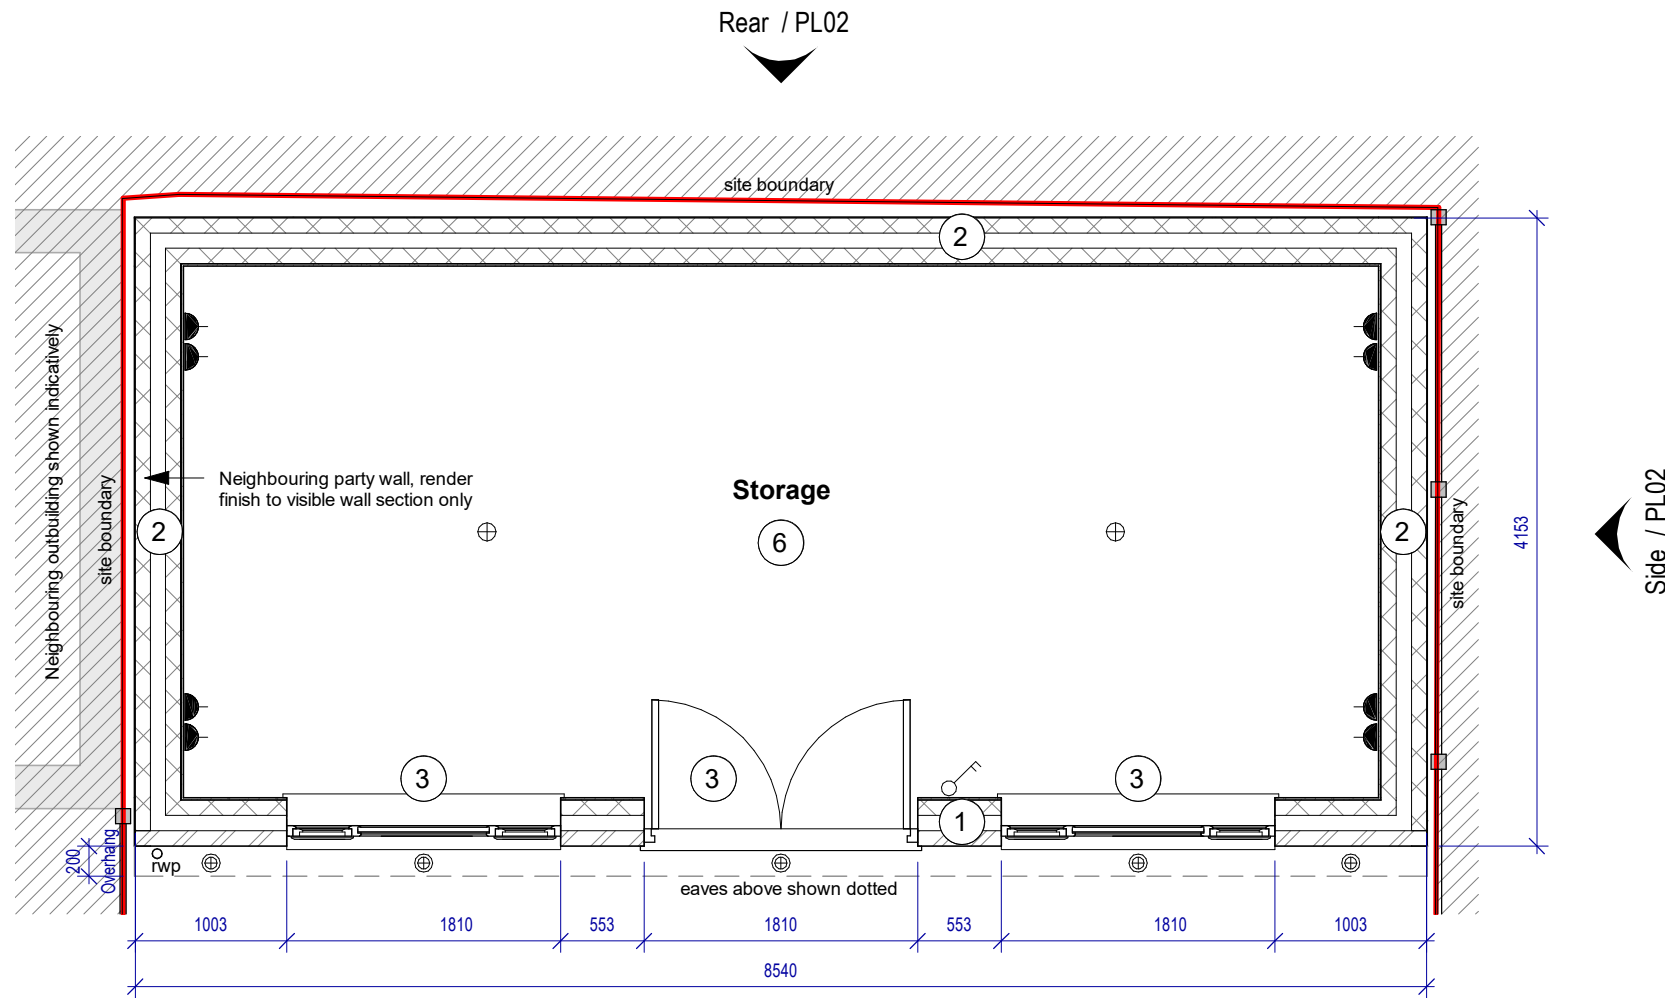 Rear / PL02
site boundary
2
Neighbouring outbuilding shown indicatively
site boundary
Neighbouring party wall, render
finish to visible wall section only
Storage
2
6
2
4153
site boundary
Side / PL02
3
3
3
1
200
Overhang
rwp
eaves above shown dotted
1003
1810
553
1810
553
1810
1003
8540